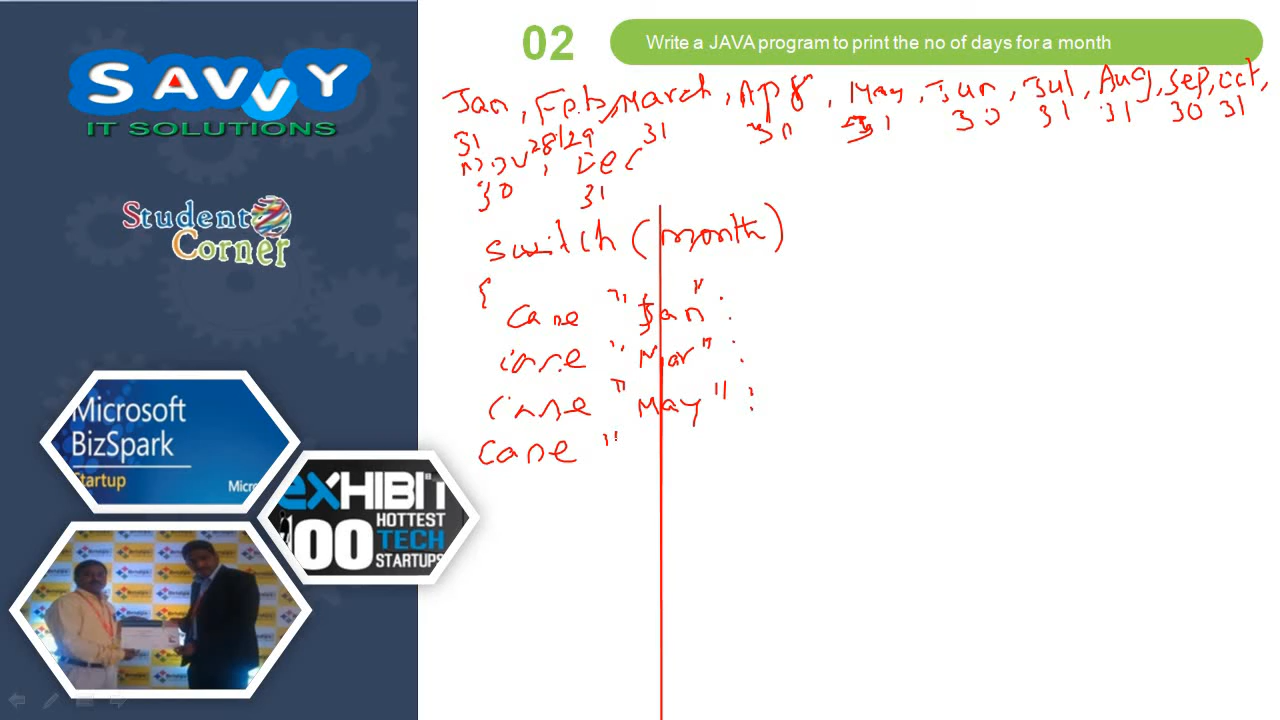 SAVVY
IT SOLUTIONS
Student
Corner
Microsoft
BizSpark
Startup
Micro
eXHIBIT
100 HOTTEST
TECH
STARTUPS
02
Write a JAVA program to print the no of days for a month
Jan, Feb, March, Apr, May, Jun, Jul, Aug, Sep, oct,
31 28/29 31 30 31 30 31 31 30 31
Nov, Dec
30 31
switch (month)
{
case "Jan":
case "Mar":
case "May":
case "